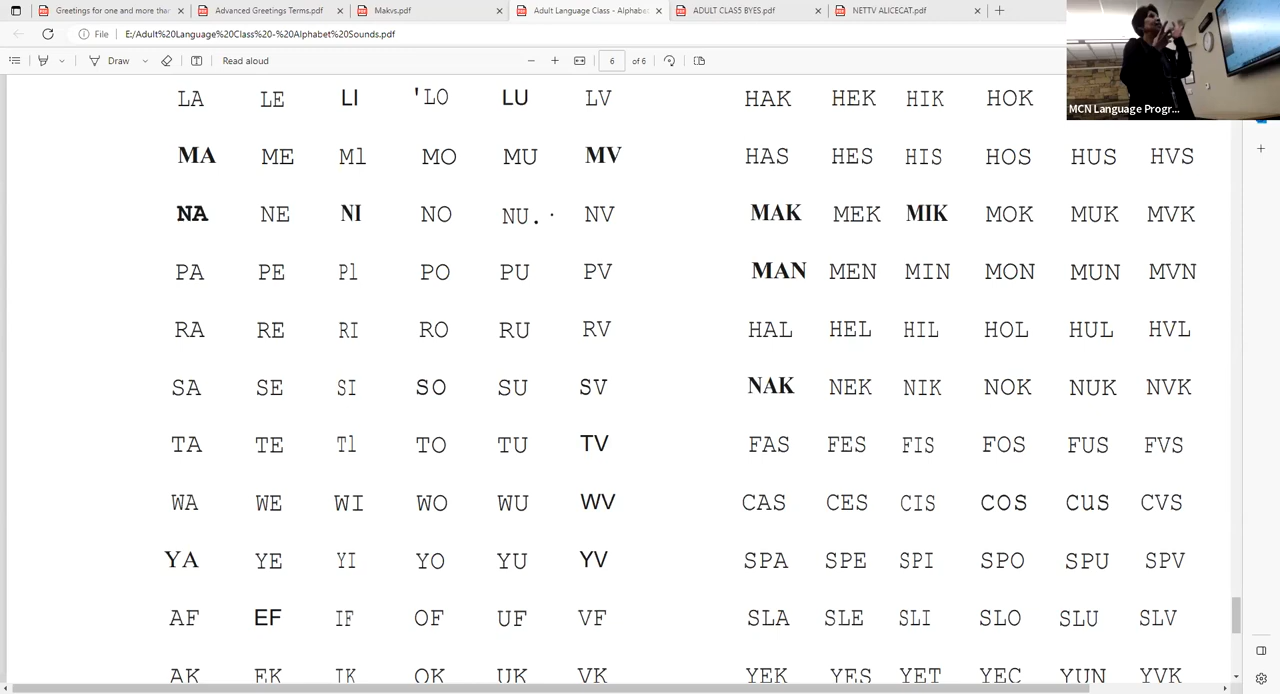 Greetings for one and more than Advanced Greetings Terms.pdf Makvs.pdf Adult Language Class - Alphabet ADULT CLAS5 BYES.pdf NETTV ALICECAT.pdf
File E:/Adult%20Language%20Class%20-%20Alphabet%20Sounds.pdf
Draw Read aloud 6 of 6
MCN Language Progr...
LA LE LI 'LO LU LV HAK HEK HIK HOK
MA ME Ml MO MU MV HAS HES HIS HOS HUS HVS
NA NE NI NO NU. · NV MAK MEK MIK MOK MUK MVK
PA PE Pl PO PU PV MAN MEN MIN MON MUN MVN
RA RE RI RO RU RV HAL HEL HIL HOL HUL HVL
SA SE SI SO SU SV NAK NEK NIK NOK NUK NVK
TA TE Tl TO TU TV FAS FES FIS FOS FUS FVS
WA WE WI WO WU WV CAS CES CIS COS CUS CVS
YA YE YI YO YU YV SPA SPE SPI SPO SPU SPV
AF EF IF OF UF VF SLA SLE SLI SLO SLU SLV
AK EK IK OK UK VK YEK YES YET YEC YUN YVK